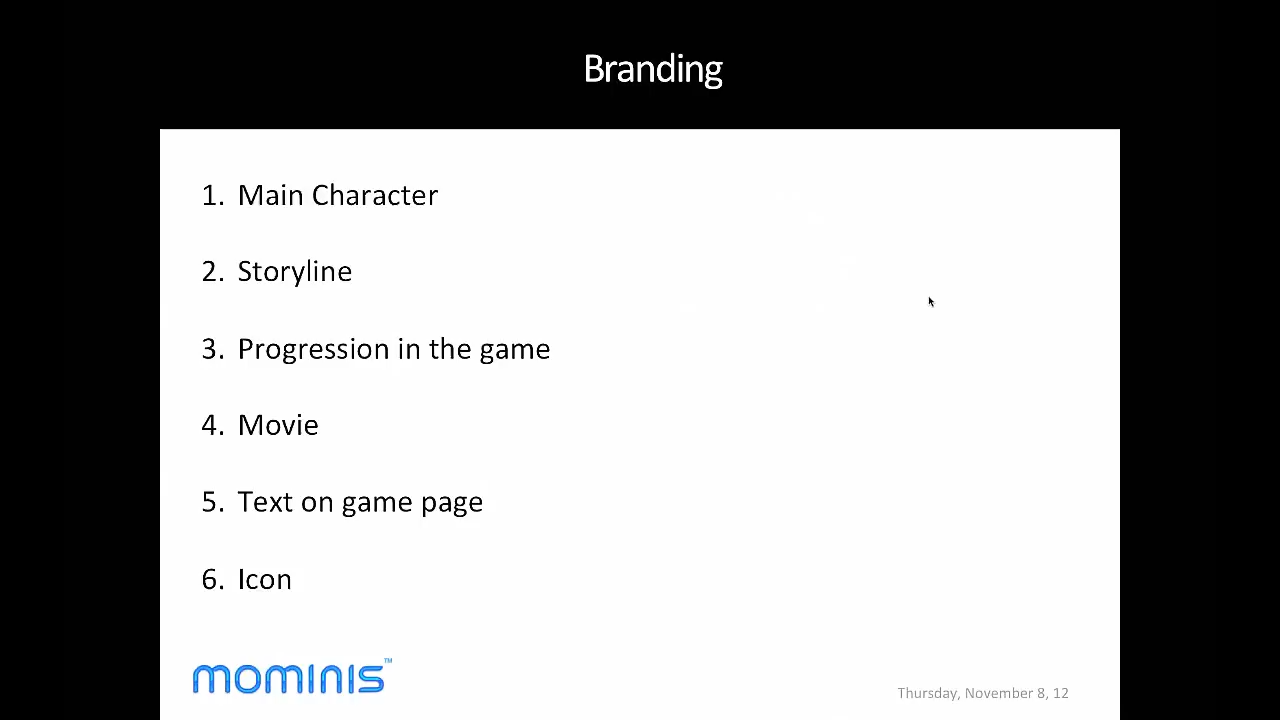 Branding
1. Main Character
2. Storyline
3. Progression in the game
4. Movie
5. Text on game page
6. Icon
mominis™
Thursday, November 8, 12